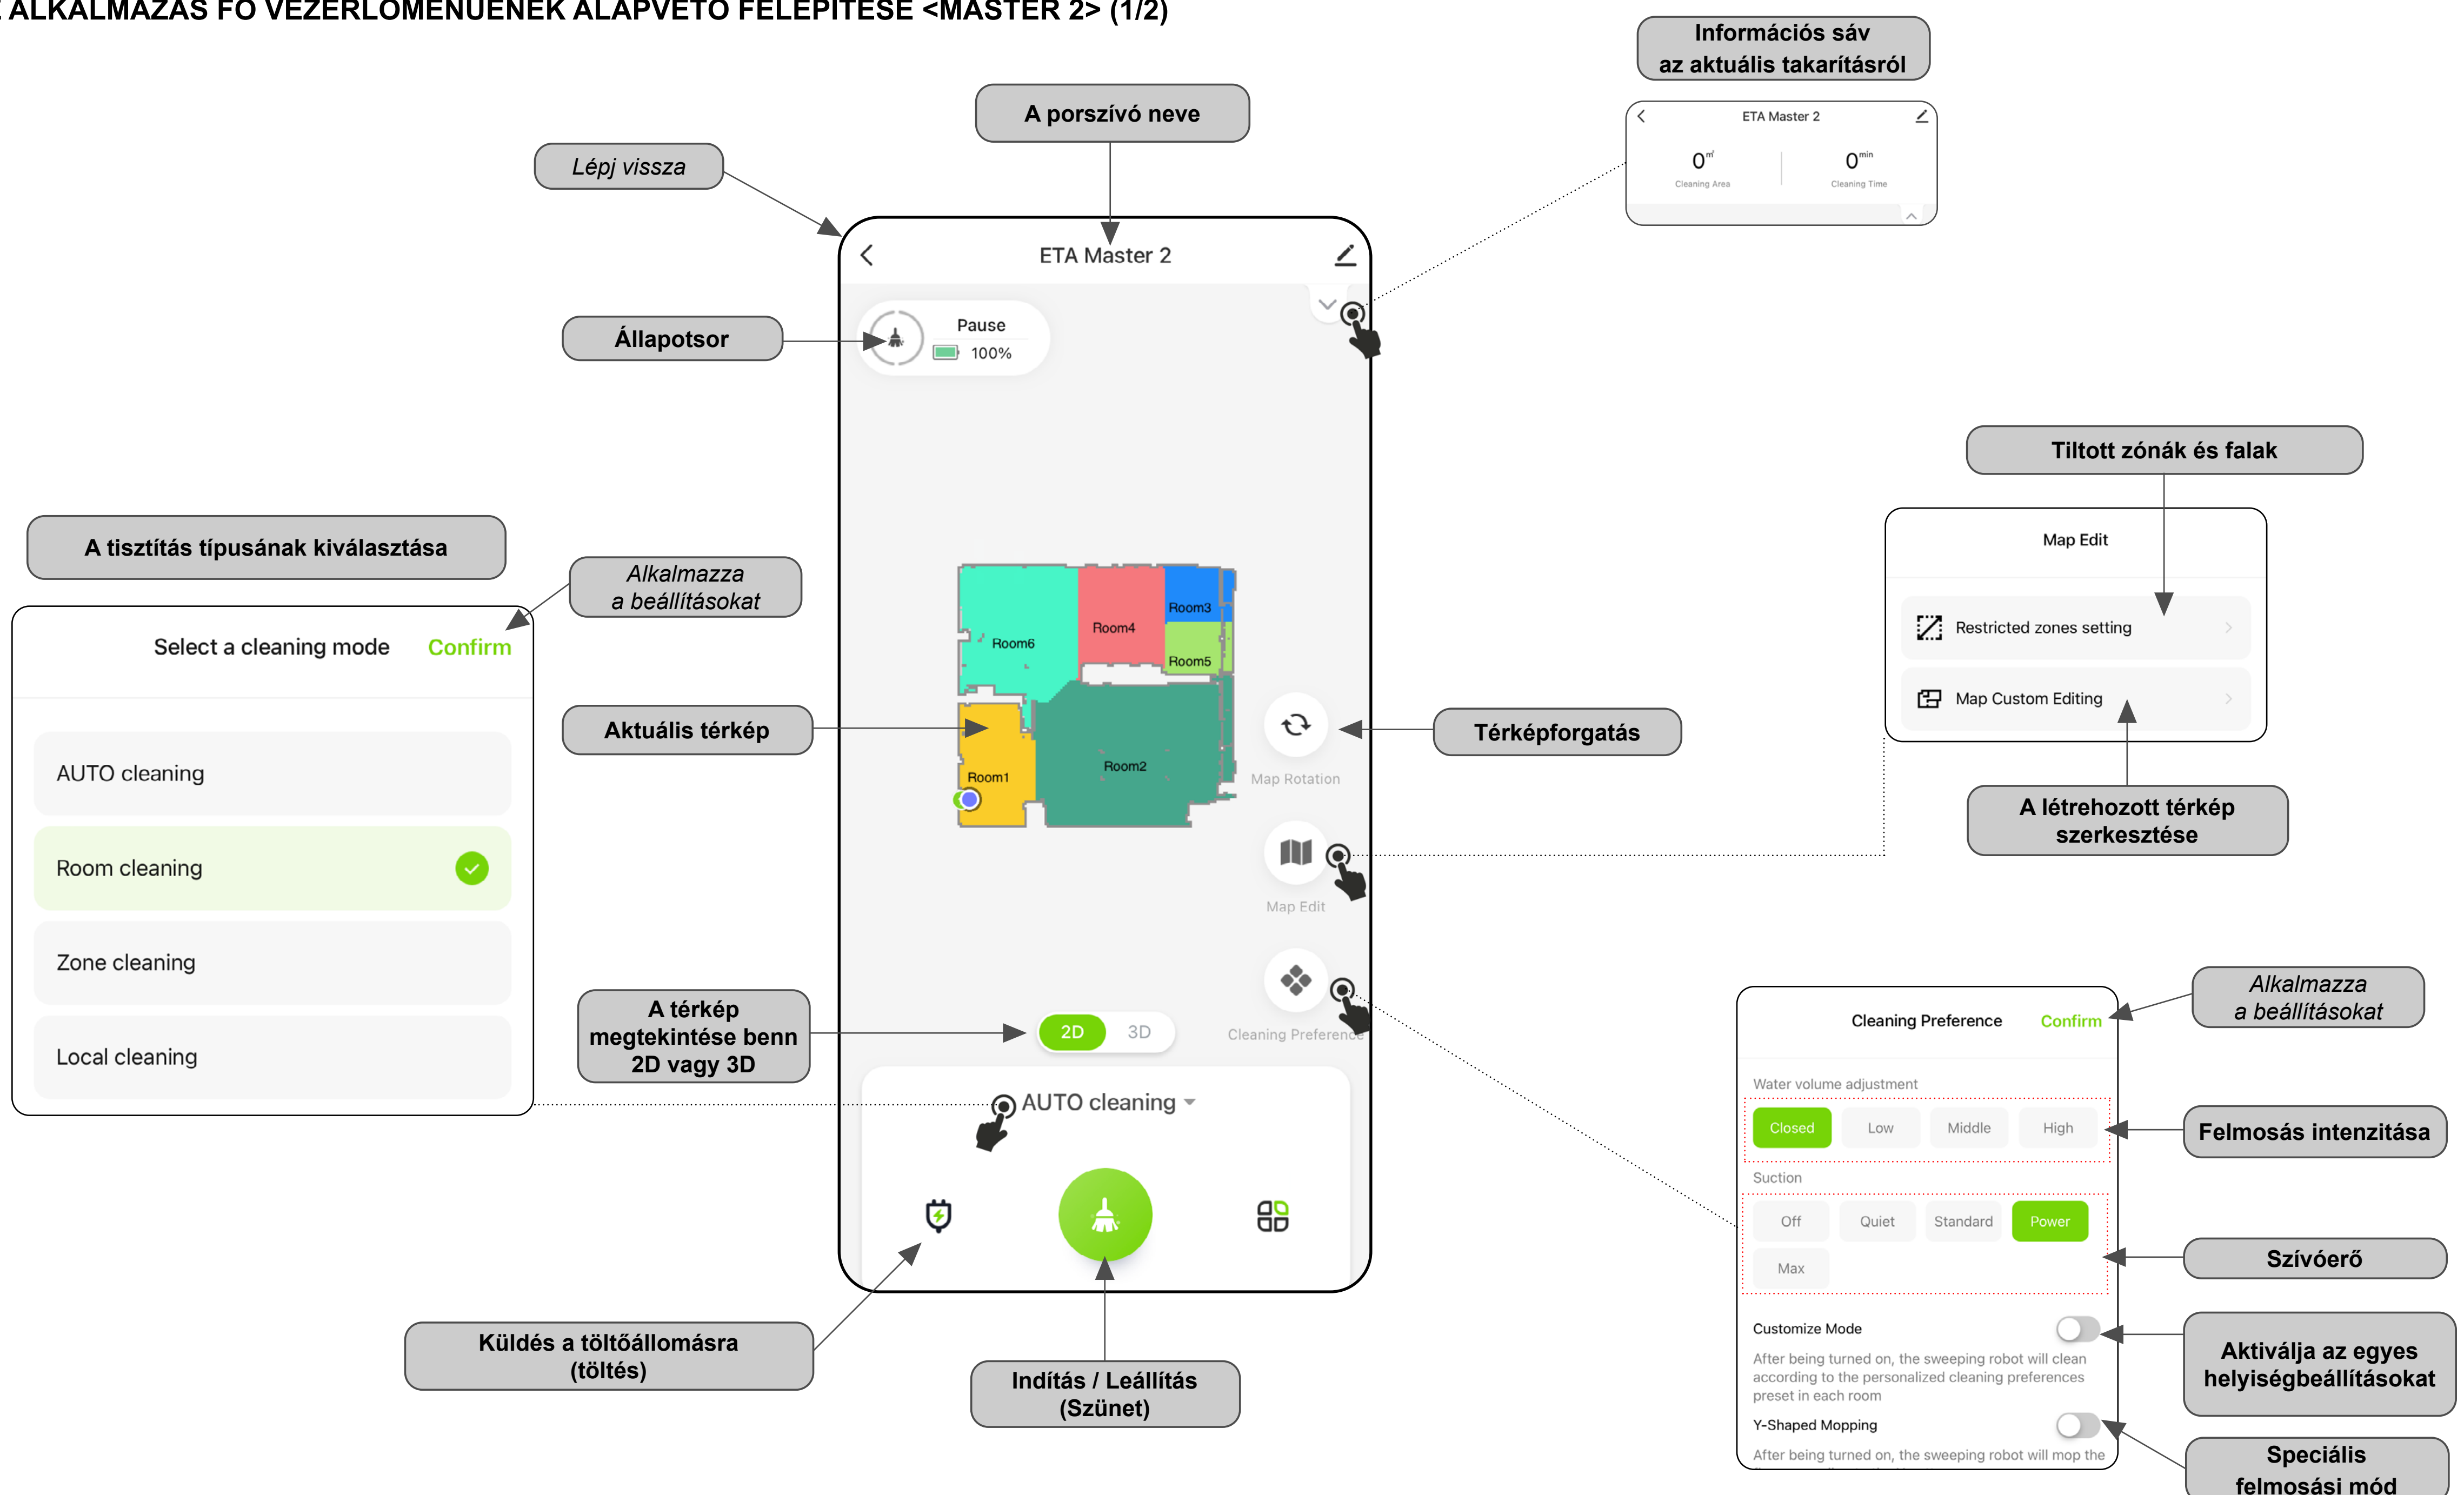 ALKALMAZÁS FŐ VEZÉRLŐMENÜÉNEK ALAPVETŐ FELÉPÍTÉSE <MASTER 2> (1/2)
Információs sáv
az aktuális takarításról
A porszívó neve
Lépj vissza
ETA Master 2
0 m²
0 min
Cleaning Area
Cleaning Time
ETA Master 2
Állapotsor
Pause
100%
Tiltott zónák és falak
Map Edit
Restricted zones setting
Map Custom Editing
A létrehozott térkép
szerkesztése
A tisztítás típusának kiválasztása
Alkalmazza
a beállításokat
Select a cleaning mode
Confirm
AUTO cleaning
Room cleaning
Zone cleaning
Local cleaning
Room6
Room4
Room3
Room5
Room1
Room2
Aktuális térkép
Térképforgatás
Map Rotation
Map Edit
Cleaning Preference
A térkép
megtekintése benn
2D vagy 3D
2D
3D
AUTO cleaning
Küldés a töltőállomásra
(töltés)
Indítás / Leállítás
(Szünet)
Alkalmazza
a beállításokat
Cleaning Preference
Confirm
Water volume adjustment
Closed
Low
Middle
High
Felmosás intenzitása
Suction
Off
Quiet
Standard
Power
Max
Szívóerő
Customize Mode
After being turned on, the sweeping robot will clean
according to the personalized cleaning preferences
preset in each room
Aktiválja az egyes
helyiségbeállításokat
Y-Shaped Mopping
After being turned on, the sweeping robot will mop the
Speciális
felmosási mód